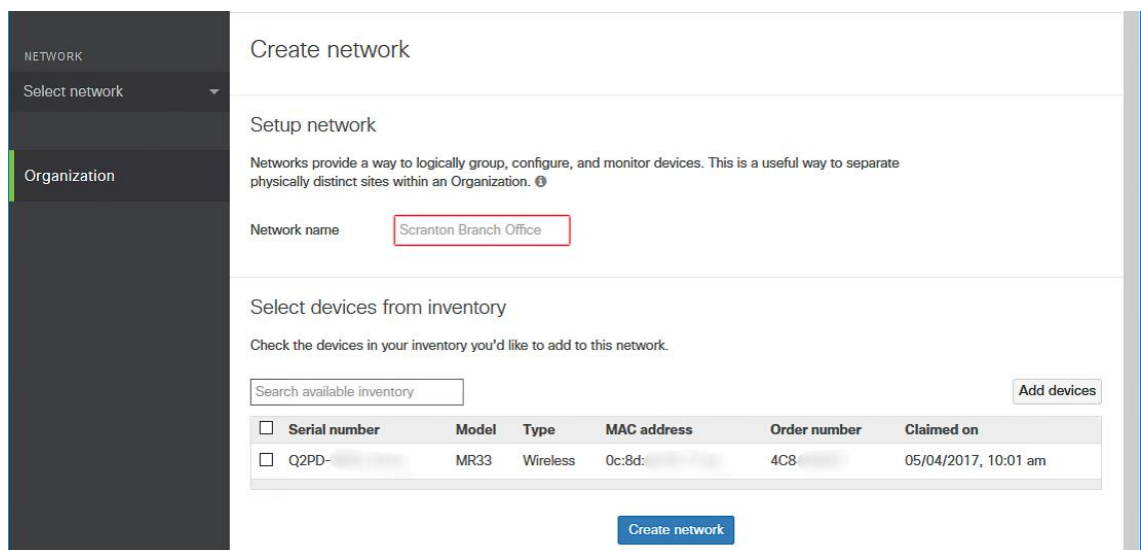 NETWORK
Select network
Organization
Create network
Setup network
Networks provide a way to logically group, configure, and monitor devices. This is a useful way to separate
physically distinct sites within an Organization.
Network name Scranton Branch Office
Select devices from inventory
Check the devices in your inventory you'd like to add to this network.
Search available inventory Add devices
Serial number Model Type MAC address Order number Claimed on
Q2PD- MR33 Wireless 0c:8d: 4C8 05/04/2017, 10:01 am
Create network